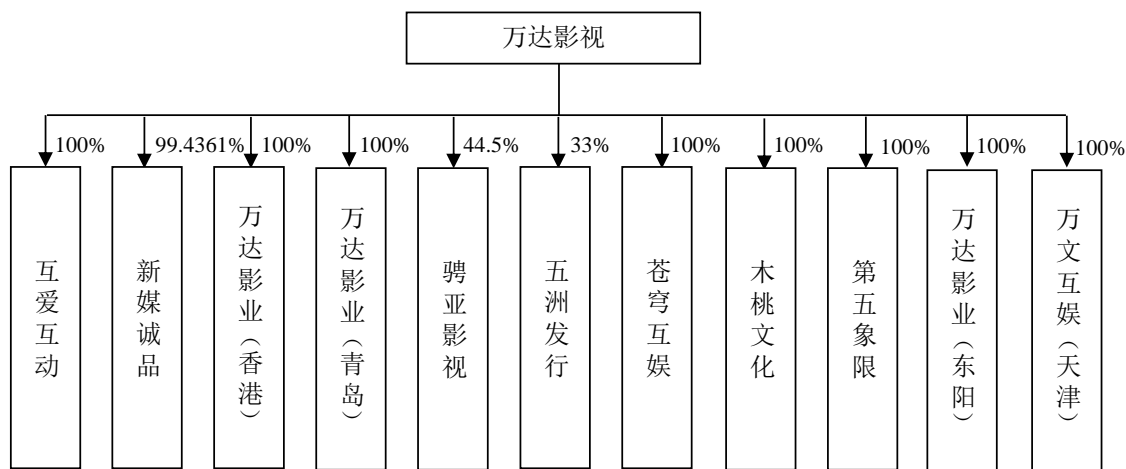 万达影视
100%
99.4361%
100%
100%
44.5%
33%
100%
100%
100%
100%
100%
互爱互动
新媒诚品
万达影业（香港）
万达影业（青岛）
骋亚影视
五洲发行
苍穹互娱
木桃文化
第五象限
万达影业（东阳）
万文互娱（天津）